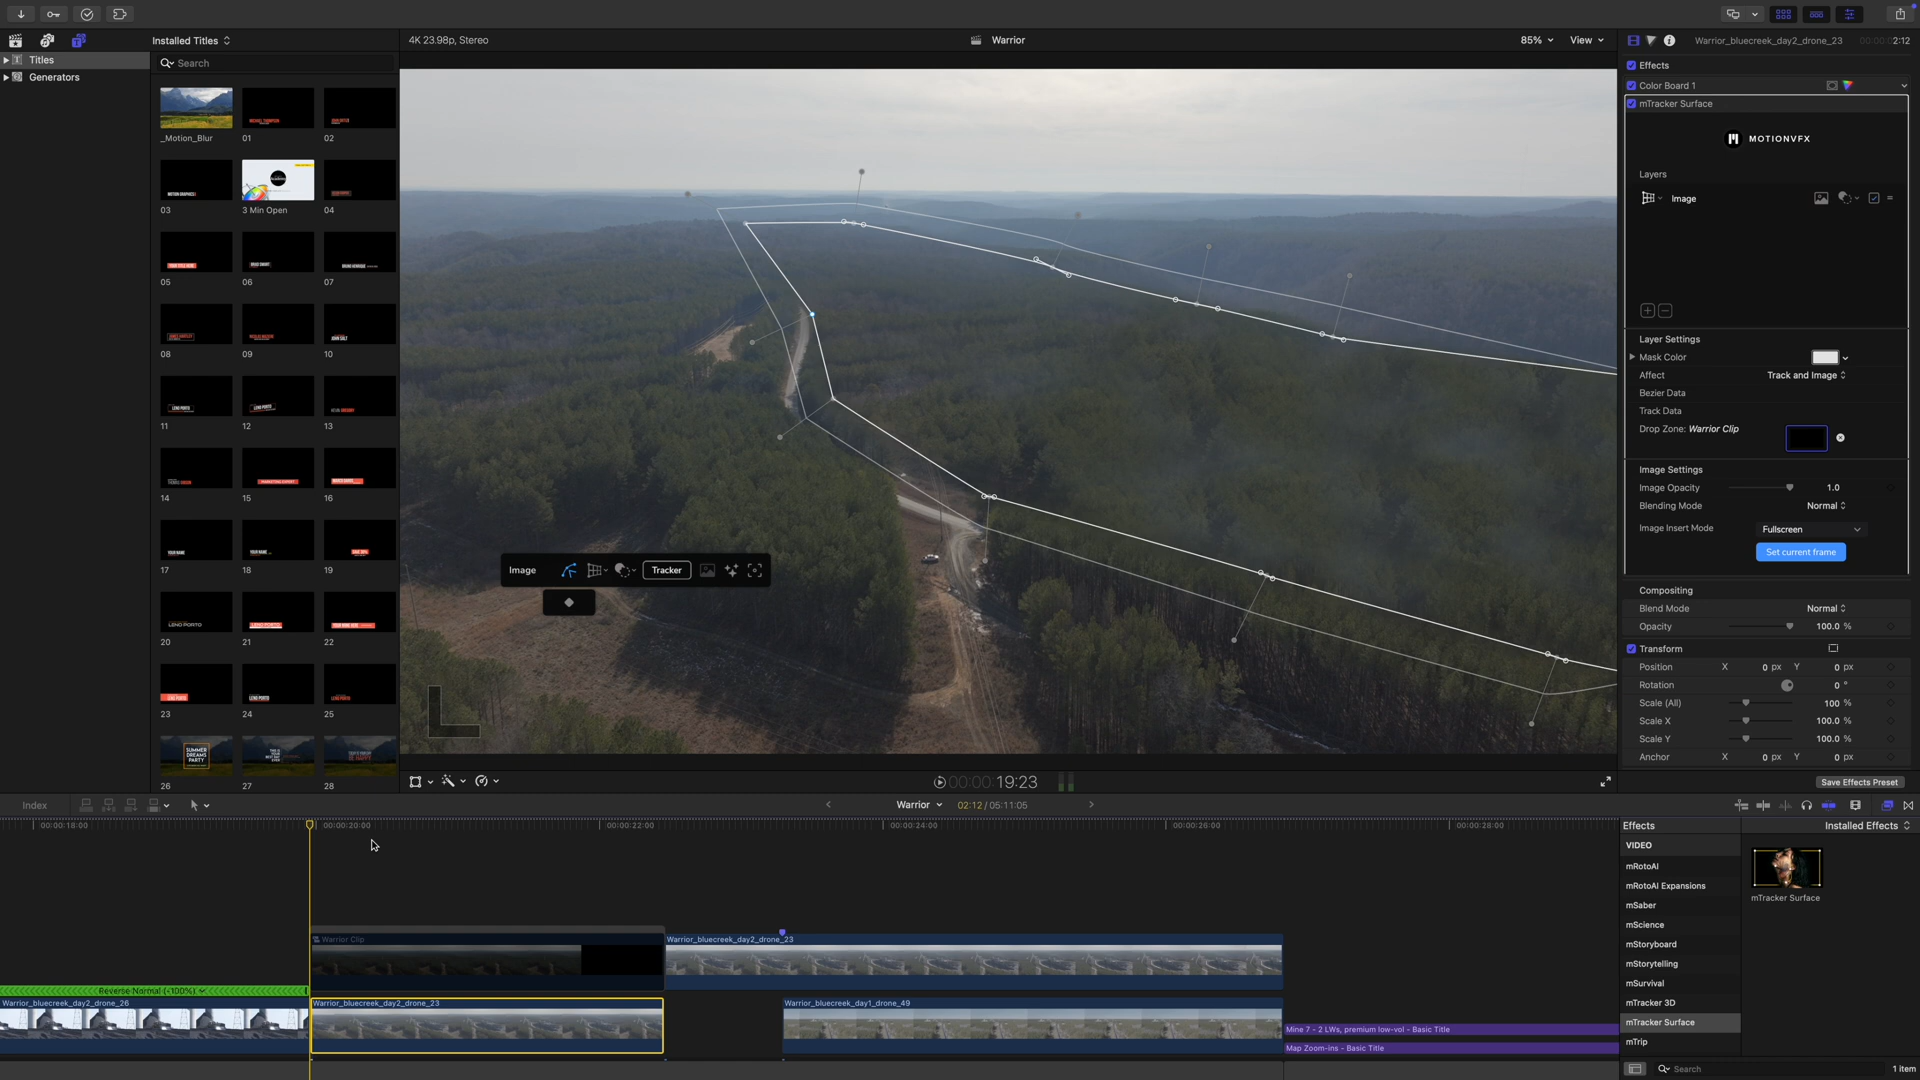 Installed Titles
Titles
Generators
Search
_Motion_Blur
01
02
03
3 Min Open
04
05
06
07
08
09
10
11
12
13
14
15
16
17
18
19
20
21
22
23
24
25
SUMMER
DREAMS
PARTY
26
27
28
4K 23.98p, Stereo
Warrior
85%
View
Image
Tracker
00:00:00:19:23
Warrior_bluecreek_day2_drone_23
00:00:02:12
Effects
Color Board 1
mTracker Surface
MOTIONVFX
Layers
Image
Layer Settings
Mask Color
Affect
Track and Image
Bezier Data
Track Data
Drop Zone: Warrior Clip
Image Settings
Image Opacity
1.0
Blending Mode
Normal
Image Insert Mode
Fullscreen
Set current frame
Compositing
Blend Mode
Normal
Opacity
100.0 %
Transform
Position
X 0 px Y 0 px
Rotation
0 °
Scale (All)
100 %
Scale X
100.0 %
Scale Y
100.0 %
Anchor
X 0 px Y 0 px
Save Effects Preset
Index
Warrior
02:12 / 05:11:05
00:00:18:00
00:00:20:00
00:00:22:00
00:00:24:00
00:00:26:00
00:00:28:00
Warrior Clip
Warrior_bluecreek_day2_drone_23
Reverse Normal (-100%)
Warrior_bluecreek_day2_drone_26
Warrior_bluecreek_day2_drone_23
Warrior_bluecreek_day1_drone_49
Mine 7 - 2 LWs, premium low-vol - Basic Title
Map Zoom-ins - Basic Title
Effects
Installed Effects
VIDEO
mRotoAI
mRotoAI Expansions
mSaber
mScience
mStoryboard
mStorytelling
mSurvival
mTracker 3D
mTracker Surface
mTrip
mTracker Surface
Search
1 item